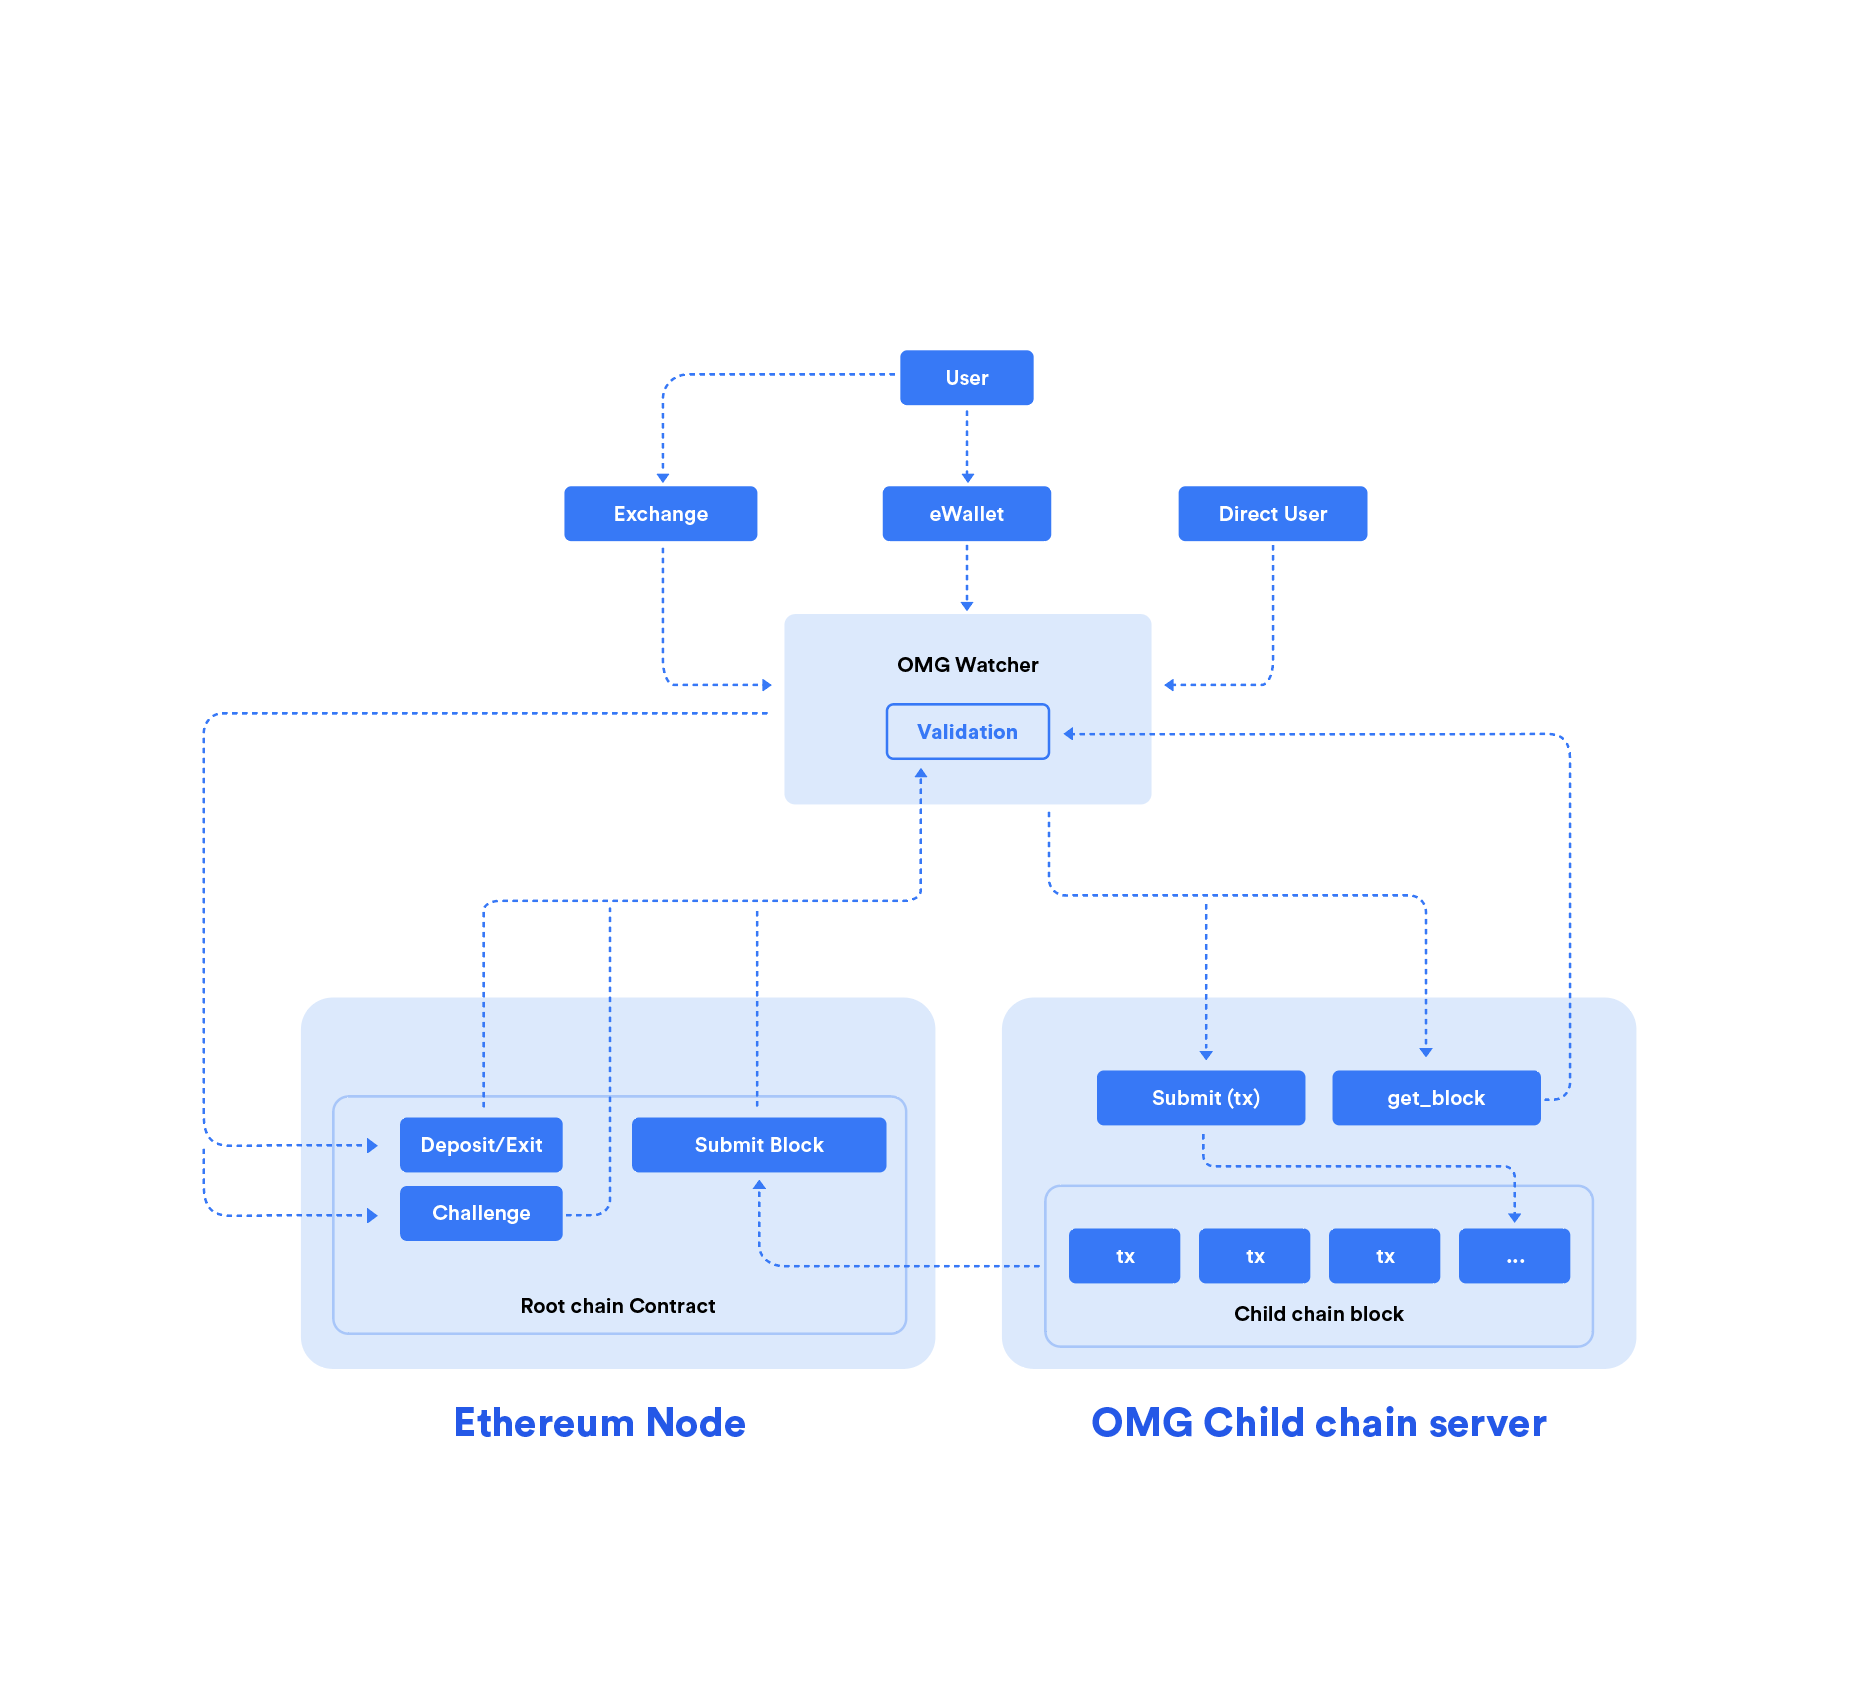 User
Exchange
eWallet
Direct User
OMG Watcher
Validation
Deposit/Exit
Submit Block
Challenge
Root chain Contract
Ethereum Node
Submit (tx)
get_block
tx
tx
tx
...
Child chain block
OMG Child chain server